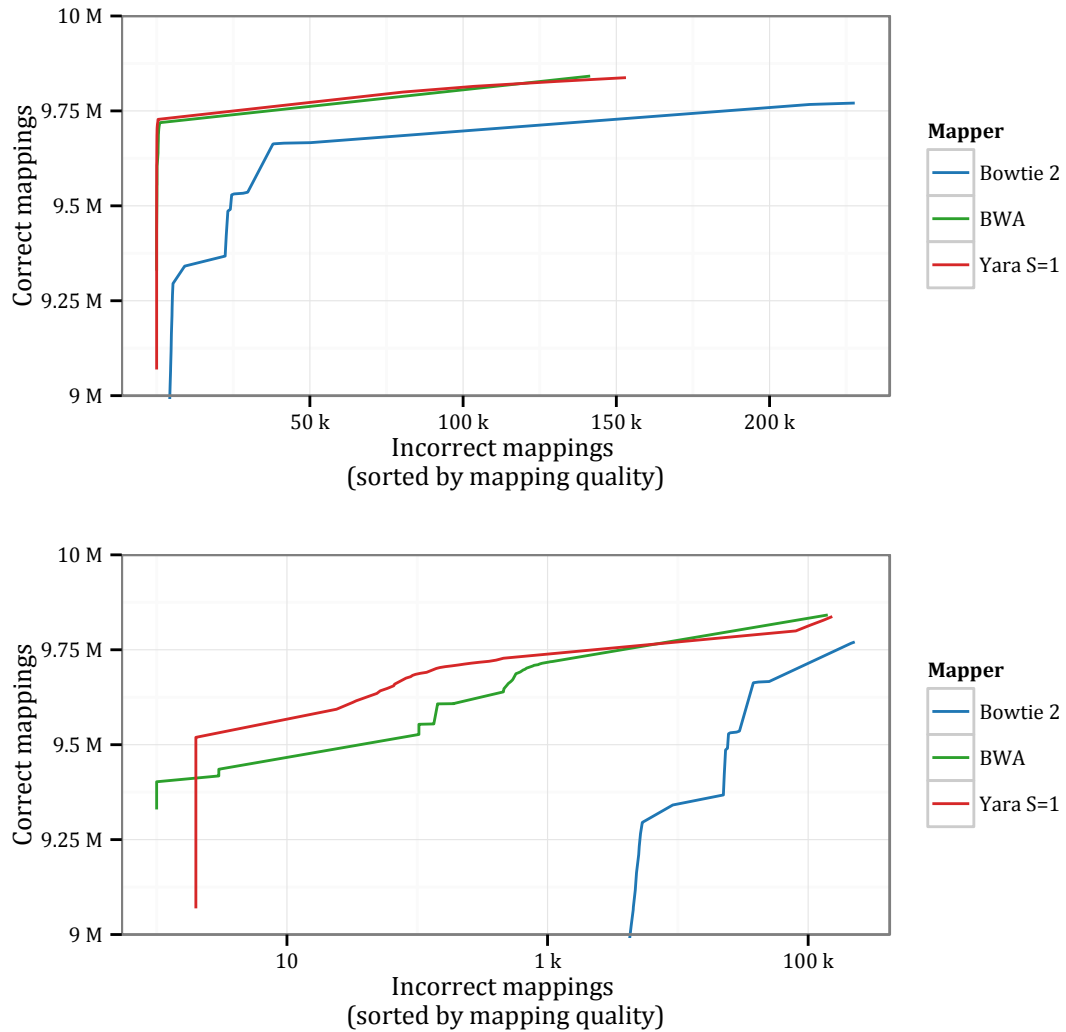 10 M
9.75 M
9.5 M
9.25 M
9 M
Correct mappings
50 k
100 k
150 k
200 k
Incorrect mappings
(sorted by mapping quality)
Mapper
Bowtie 2
BWA
Yara S=1
10 M
9.75 M
9.5 M
9.25 M
9 M
Correct mappings
10
1 k
100 k
Incorrect mappings
(sorted by mapping quality)
Mapper
Bowtie 2
BWA
Yara S=1